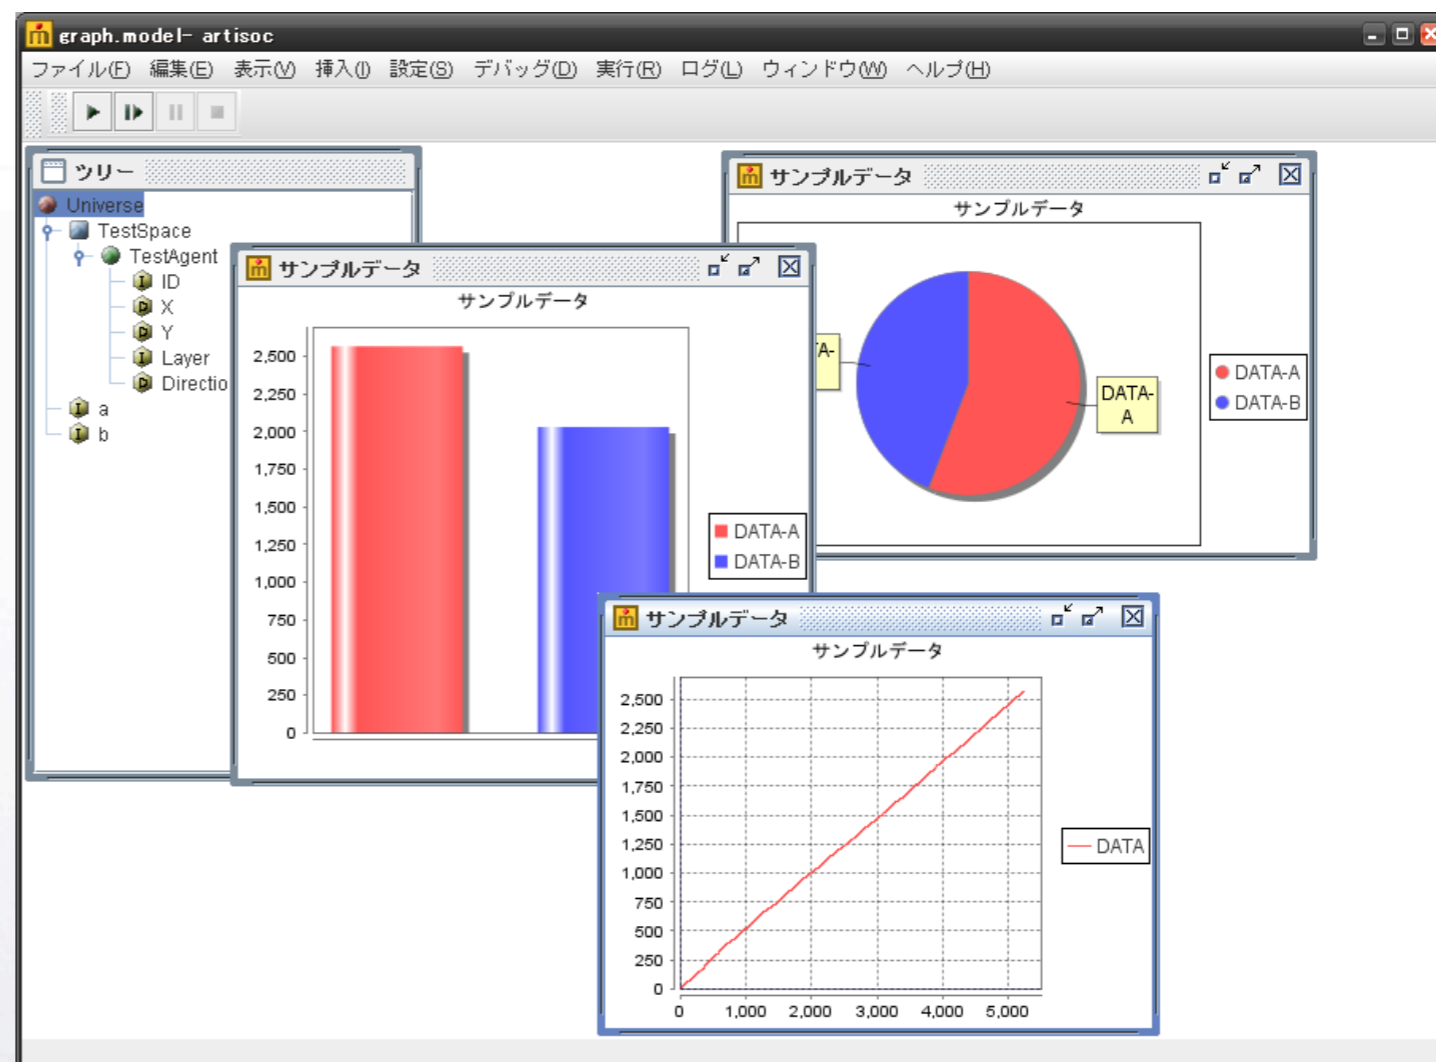 graph.model- artisoc
ファイル(F) 編集(E) 表示(V) 挿入(I) 設定(S) デバッグ(D) 実行(R) ログ(L) ウィンドウ(W) ヘルプ(H)
ツリー
Universe
TestSpace
TestAgent
ID
X
Y
Layer
Directio
a
b
サンプルデータ
サンプルデータ
2,500
2,250
2,000
1,750
1,500
1,250
1,000
750
500
250
0
DATA-A
DATA-B
サンプルデータ
サンプルデータ
TA-
DATA-
A
DATA-A
DATA-B
サンプルデータ
サンプルデータ
2,500
2,250
2,000
1,750
1,500
1,250
1,000
750
500
250
0
0 1,000 2,000 3,000 4,000 5,000
DATA